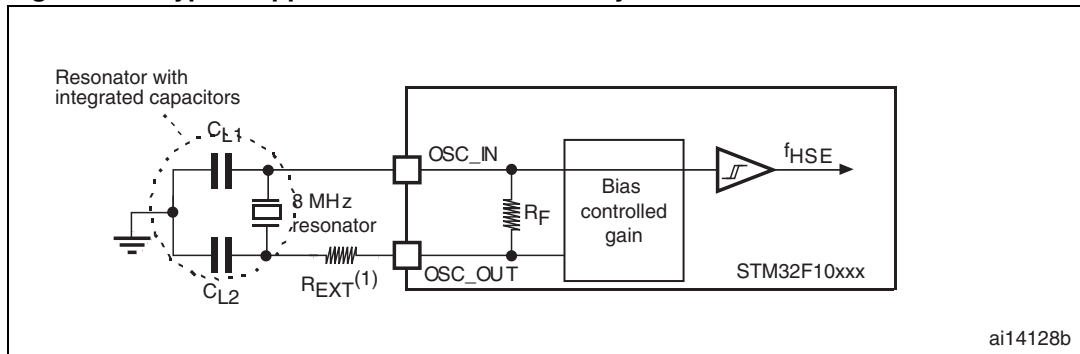 Resonator with
integrated capacitors
CL1
OSC_IN
fHSE
8 MHz
resonator
RF
Bias
controlled
gain
REXT(1)
OSC_OUT
STM32F10xxx
CL2
ai14128b